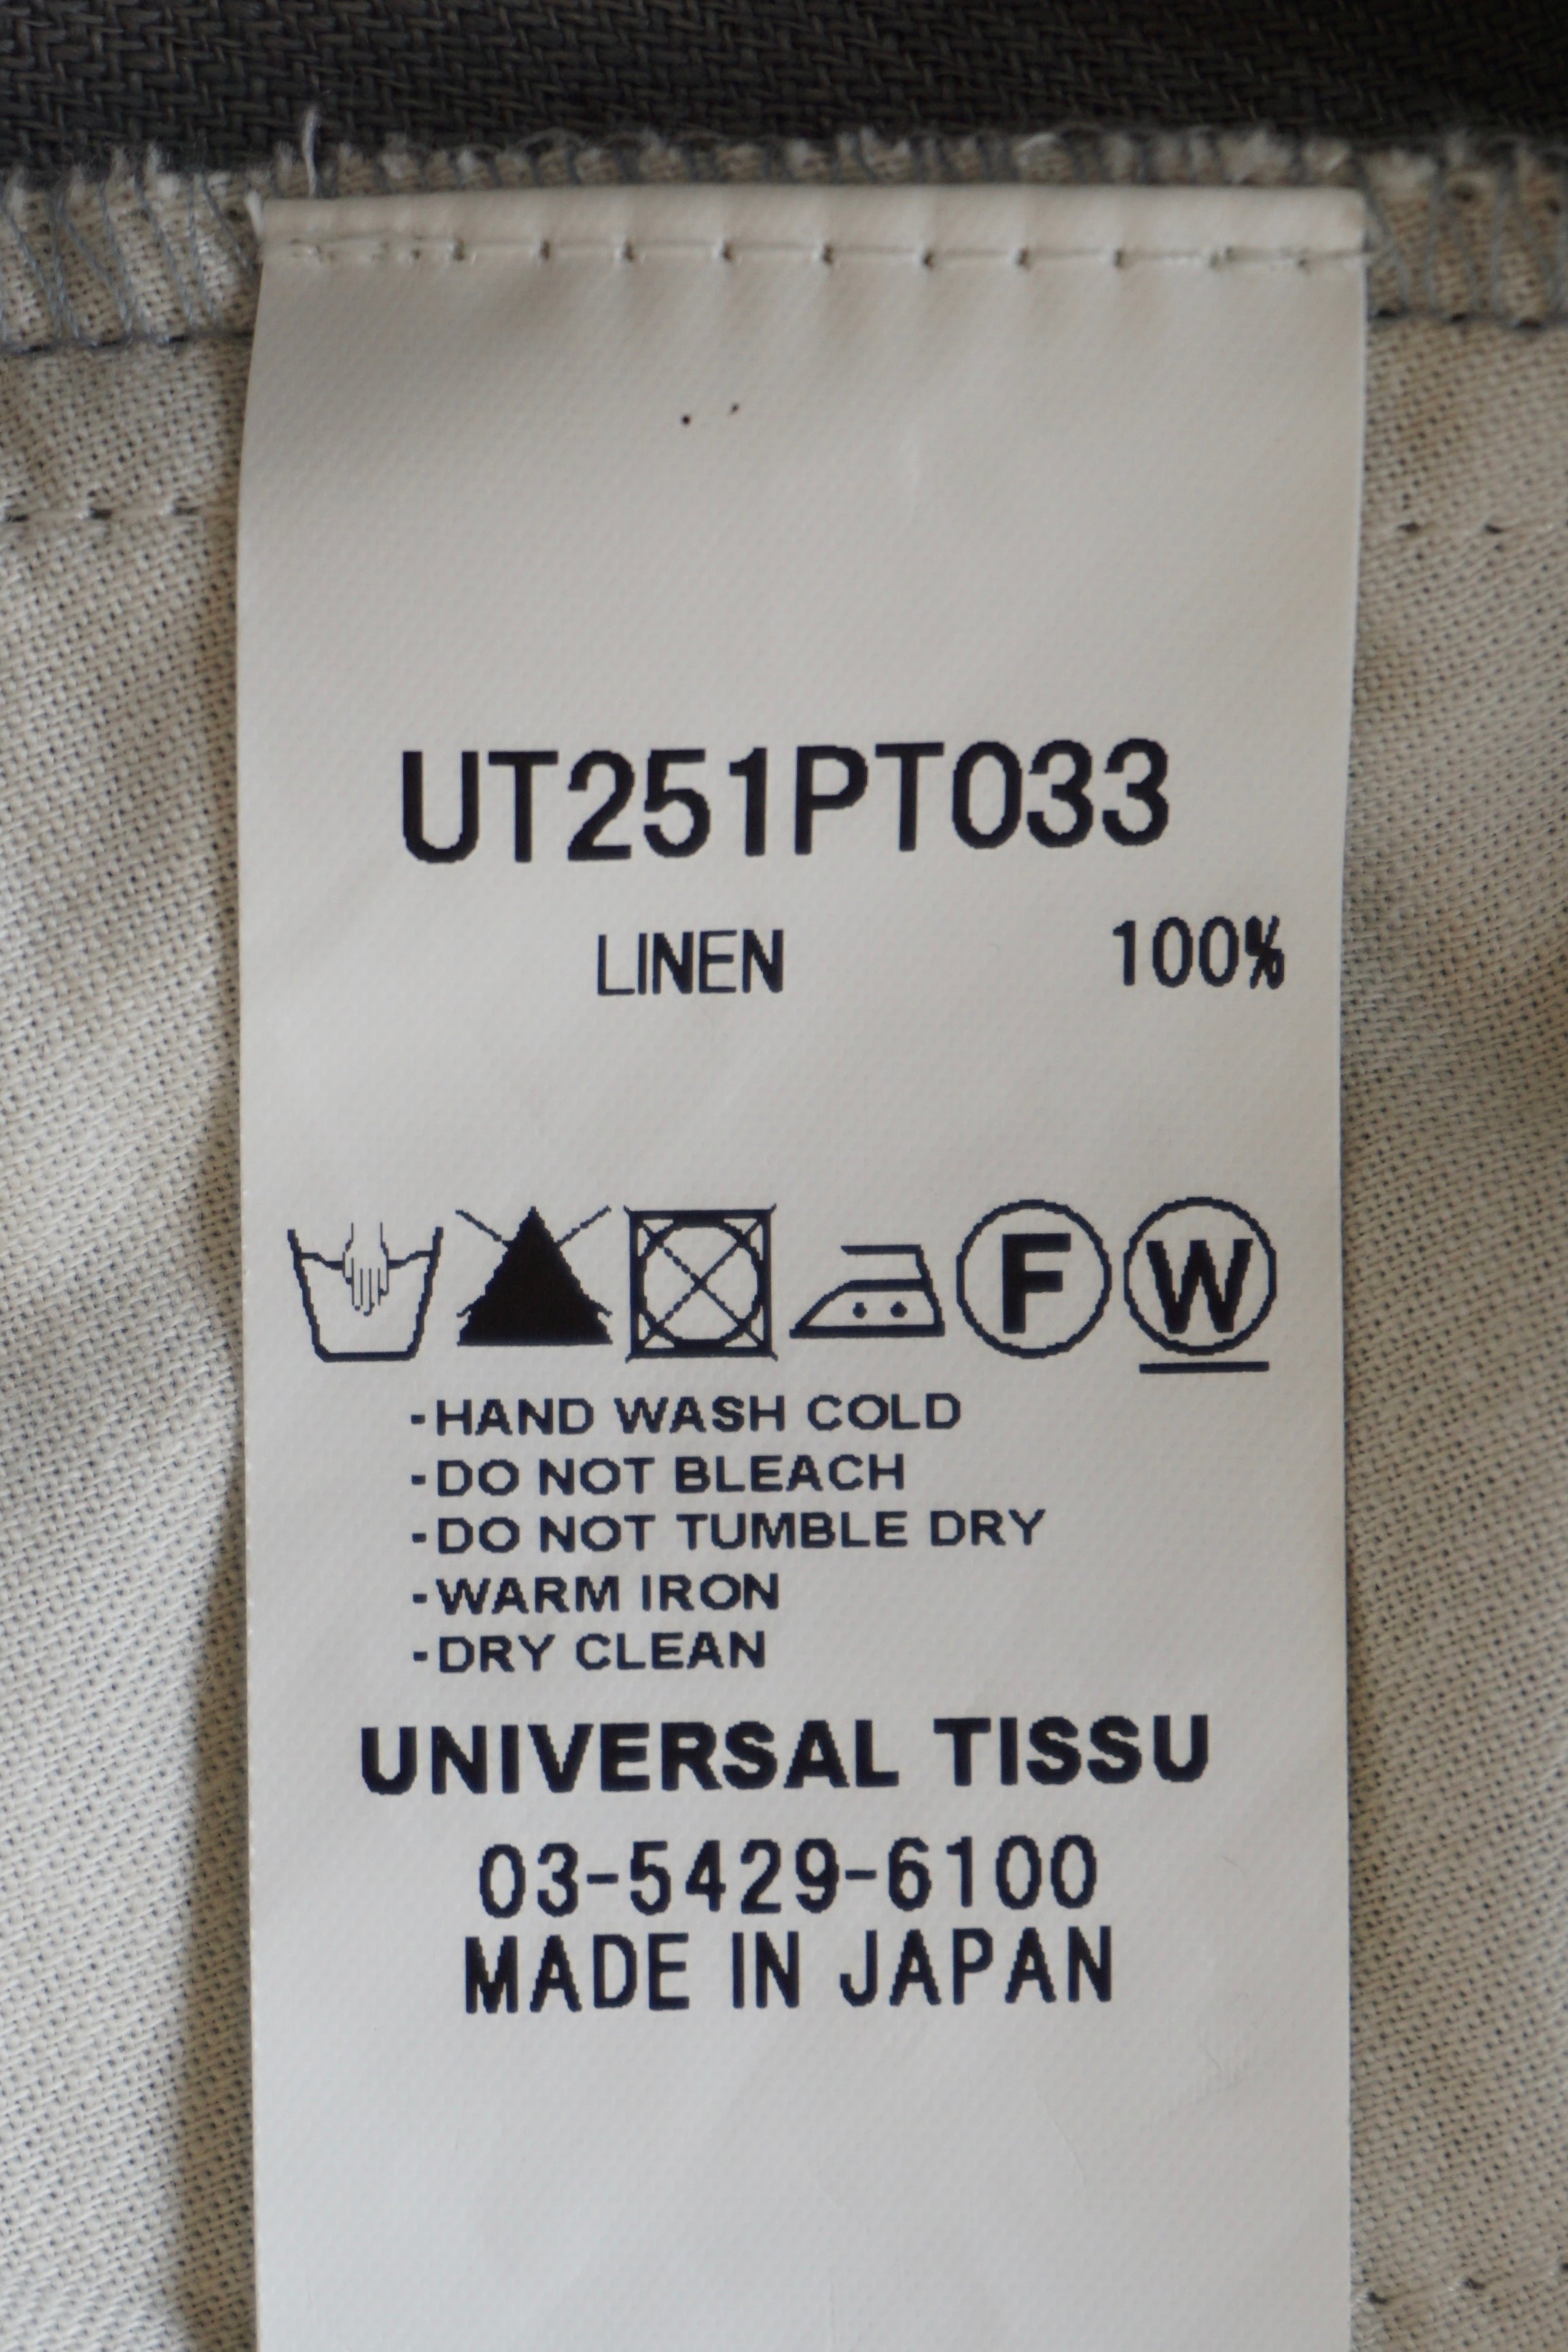 UT251PT033
LINEN 100%
F W
-HAND WASH COLD
-DO NOT BLEACH
-DO NOT TUMBLE DRY
-WARM IRON
-DRY CLEAN
UNIVERSAL TISSU
03-5429-6100
MADE IN JAPAN